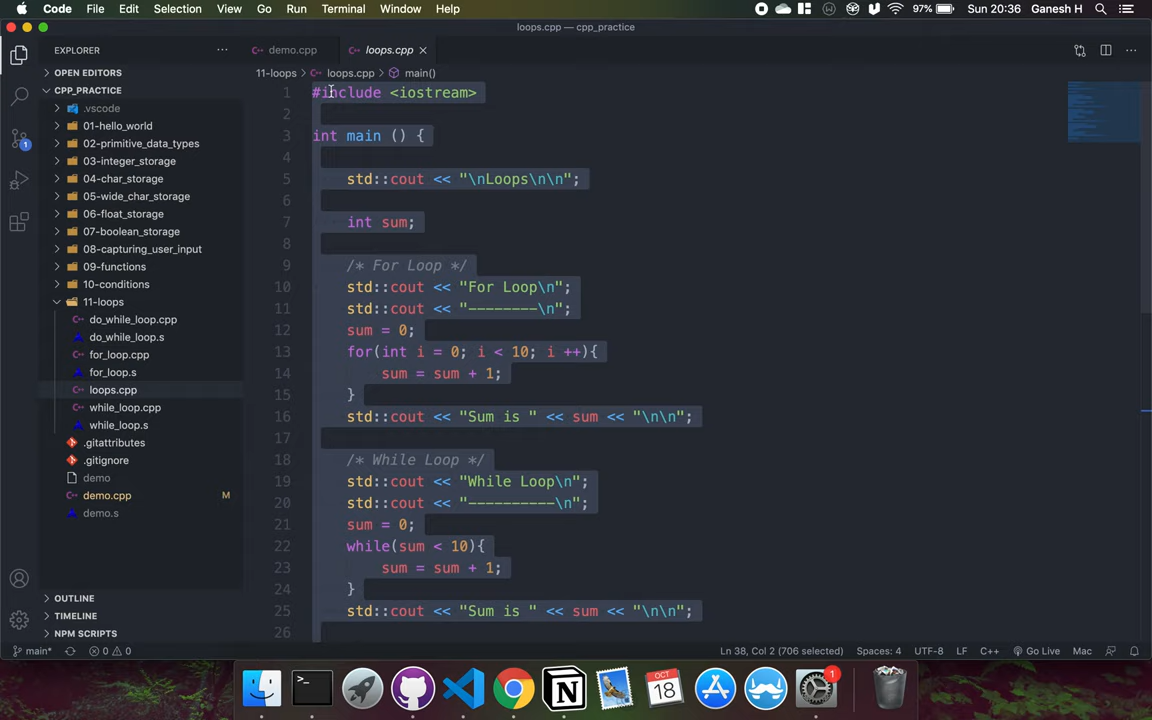 Code File Edit Selection View Go Run Terminal Window Help 97% Sun 20:36 Ganesh H
loops.cpp — cpp_practice
EXPLORER
demo.cpp
loops.cpp
OPEN EDITORS
11-loops > loops.cpp > main()
CPP_PRACTICE
.vscode
01-hello_world
02-primitive_data_types
03-integer_storage
04-char_storage
05-wide_char_storage
06-float_storage
07-boolean_storage
08-capturing_user_input
09-functions
10-conditions
11-loops
do_while_loop.cpp
do_while_loop.s
for_loop.cpp
for_loop.s
loops.cpp
while_loop.cpp
while_loop.s
.gitattributes
.gitignore
demo
demo.cpp M
demo.s
OUTLINE
TIMELINE
NPM SCRIPTS
1 #include <iostream>
2
3 int main () {
4
5 std::cout << "\nLoops\n\n";
6
7 int sum;
8
9 /* For Loop */
10 std::cout << "For Loop\n";
11 std::cout << "--------\n";
12 sum = 0;
13 for(int i = 0; i < 10; i ++){
14 sum = sum + 1;
15 }
16 std::cout << "Sum is " << sum << "\n\n";
17
18 /* While Loop */
19 std::cout << "While Loop\n";
20 std::cout << "----------\n";
21 sum = 0;
22 while(sum < 10){
23 sum = sum + 1;
24 }
25 std::cout << "Sum is " << sum << "\n\n";
26
main* 0 0 Ln 38, Col 2 (706 selected) Spaces: 4 UTF-8 LF C++ Go Live Mac
1
OCT
18
1